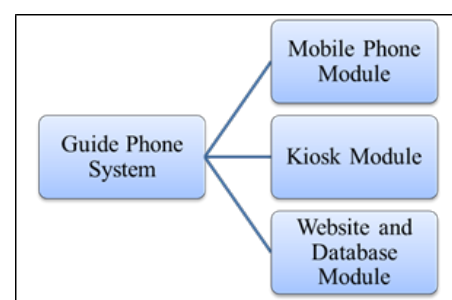 Guide Phone
System
Mobile Phone
Module
Kiosk Module
Website and
Database
Module